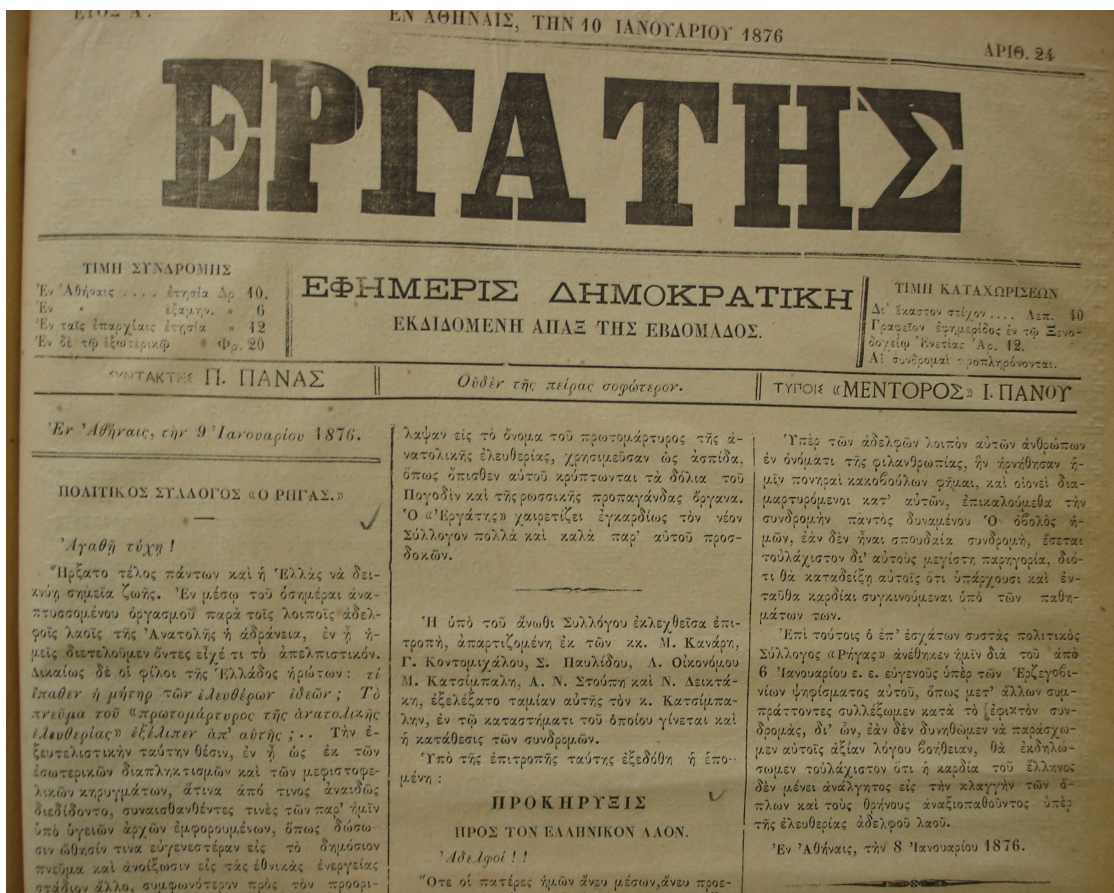 ΕΤΟΣ Α΄.
ΕΝ ΑΘΗΝΑΙΣ, ΤΗΝ 10 ΙΑΝΟΥΑΡΙΟΥ 1876
ΑΡΙΘ. 24
ΕΡΓΑΤΗΣ
ΤΙΜΗ ΣΥΝΔΡΟΜΗΣ
Ἐν Ἀθήναις .... ἐτησία Δρ 10.
Ἐν » ἑξαμην. » 6
Ἐν ταῖς ἐπαρχίαις ἐτησία » 12
Ἐν δὲ τῷ ἐξωτερικῷ Φρ. 20
ΕΦΗΜΕΡΙΣ ΔΗΜΟΚΡΑΤΙΚΗ
ΕΚΔΙΔΟΜΕΝΗ ΑΠΑΞ ΤΗΣ ΕΒΔΟΜΑΔΟΣ.
ΤΙΜΗ ΚΑΤΑΧΩΡΙΣΕΩΝ
Δι' ἕκαστον στίχον .... Λεπ. 40
Γραφεῖον ἐφημερίδος ἐν τῷ Ξενο-
δοχείῳ Ἑνετίας Ἀρ. 12.
Αἱ συνδρομαὶ προπληρόνονται.
ΣΥΝΤΑΚΤΗΣ Π. ΠΑΝΑΣ
Οὐδὲν τῆς πείρας σοφώτερον.
ΤΥΠΟΙΣ «ΜΕΝΤΟΡΟΣ» Ι. ΠΑΝΟΥ
Ἐν Ἀθήναις, τὴν 9 Ἰανουαρίου 1876.
ΠΟΛΙΤΙΚΟΣ ΣΥΛΛΟΓΟΣ «Ο ΡΗΓΑΣ.»
Ἀγαθῇ τύχῃ !
Ἤρξατο τέλος πάντων καὶ ἡ Ἑλλὰς νὰ δει-
κνύῃ σημεῖα ζωῆς. Ἐν μέσῳ τοῦ ὁσημέραι ἀνα-
πτυσσομένου ὀργασμοῦ παρὰ τοῖς λοιποῖς ἀδελ-
φοῖς λαοῖς τῆς Ἀνατολῆς ἡ ἀδράνεια, ἐν ᾗ ἡ-
μεῖς διετελοῦμεν ὄντες εἶχέ τι τὸ ἀπελπιστικόν.
Δικαίως δὲ οἱ φίλοι τῆς Ἑλλάδος ἠρώτων: τί
ἔπαθεν ἡ μήτηρ τῶν ἐλευθέρων ἰδεῶν ; Τὸ
πνεῦμα τοῦ «πρωτομάρτυρος τῆς ἀνατολικῆς
ἐλευθερίας» ἐξέλιπεν ἀπ' αὐτῆς ;.. Τὴν ἐ-
ξευτελιστικὴν ταύτην θέσιν, ἐν ᾗ ὡς ἐκ τῶν
ἐσωτερικῶν διαπληκτισμῶν καὶ τῶν μεφιστοφε-
λικῶν κηρυγμάτων, ἅτινα ἀπό τινος ἀναιδῶς
διεδίδοντο, συναισθανθέντες τινὲς τῶν παρ' ἡμῖν
ὑπὸ ὑγειῶν ἀρχῶν ἐμφορουμένων, ὅπως δώσω-
σιν ὤθησίν τινα εὐγενεστέραν εἰς τὸ δημόσιον
πνεῦμα καὶ ἀνοίξωσιν εἰς τὰς ἐθνικὰς ἐνεργείας
στάδιον ἄλλο, συμφωνότερον πρὸς τὸν προορι-
λαψαν εἰς τὸ ὄνομα τοῦ πρωτομάρτυρος τῆς ἀ-
νατολικῆς ἐλευθερίας, χρησιμεῦσαν ὡς ἀσπίδα,
ὅπως ὄπισθεν αὐτοῦ κρύπτωνται τὰ δόλια τοῦ
Πογοδὶν καὶ τῆς ρωσσικῆς προπαγάνδας ὄργανα.
Ὁ «Ἐργάτης» χαιρετίζει ἐγκαρδίως τὸν νέον
Σύλλογον πολλὰ καὶ καλὰ παρ' αὐτοῦ προσ-
δοκῶν.
Ἡ ὑπὸ τοῦ ἄνωθι Συλλόγου ἐκλεχθεῖσα ἐπι-
τροπή, ἀπαρτιζομένη ἐκ τῶν κκ. Μ. Κανάρη,
Γ. Κοντομιχάλου, Σ. Παυλίδου, Α. Οἰκονόμου
Μ. Κατσίμπαλη, Α. Ν. Στούπη καὶ Ν. Λεικτά-
κη, ἐξελέξατο ταμίαν αὑτῆς τὸν κ. Κατσίμπα-
λην, ἐν τῷ καταστήματι τοῦ ὁποίου γίνεται καὶ
ἡ κατάθεσις τῶν συνδρομῶν.
Ὑπὸ τῆς ἐπιτροπῆς ταύτης ἐξεδόθη ἡ ἑπο-
μένη :
ΠΡΟΚΗΡΥΞΙΣ
ΠΡΟΣ ΤΟΝ ΕΛΛΗΝΙΚΟΝ ΛΑΟΝ.
Ἀδελφοί ! !
Ὅτε οἱ πατέρες ἡμῶν ἄνευ μέσων, ἄνευ προε-
Ὑπὲρ τῶν ἀδελφῶν λοιπὸν αὐτῶν ἀνθρώπων
ἐν ὀνόματι τῆς φιλανθρωπίας, ἣν ἠρνήθησαν ἡ-
μῖν πονηραὶ κακοβούλων φῆμαι, καὶ οἱονεὶ δια-
μαρτυρόμενοι κατ' αὐτῶν, ἐπικαλούμεθα τὴν
συνδρομὴν παντὸς δυναμένου Ὁ ὀβολὸς ἡ-
μῶν, ἐὰν δὲν ἦναι σπουδαία συνδρομή, ἔσεται
τοὐλάχιστον δι' αὐτοὺς μεγίστη παρηγορία, διό-
τι θὰ καταδείξῃ αὐτοῖς ὅτι ὑπάρχουσι καὶ ἐν-
ταῦθα καρδίαι συγκινούμεναι ὑπὸ τῶν παθη-
μάτων των.
Ἐπὶ τούτοις ὁ ἐπ' ἐσχάτων συστὰς πολιτικὸς
Σύλλογος «Ρήγας» ἀνέθηκεν ἡμῖν διὰ τοῦ ἀπὸ
6 Ἰανουαρίου ε. ε. εὐγενοῦς ὑπὲρ τῶν Ἐρζεγοβι-
νίων ψηφίσματος αὐτοῦ, ὅπως μετ' ἄλλων συμ-
πράττοντες συλλέξωμεν κατὰ τὸ ἐφικτὸν συν-
δρομάς, δι' ὧν, ἐὰν δὲν δυνηθῶμεν νὰ παράσχω-
μεν αὐτοῖς ἀξίαν λόγου βοήθειαν, θὰ ἐκδηλώ-
σωμεν τοὐλάχιστον ὅτι ἡ καρδία τοῦ ἕλληνος
δὲν μένει ἀνάλγητος εἰς τὴν κλαγγὴν τῶν ὅ-
πλων καὶ τοὺς θρήνους ἀναξιοπαθοῦντος ὑπὲρ
τῆς ἐλευθερίας ἀδελφοῦ λαοῦ.
Ἐν Ἀθήναις, τὴν 8 Ἰανουαρίου 1876.